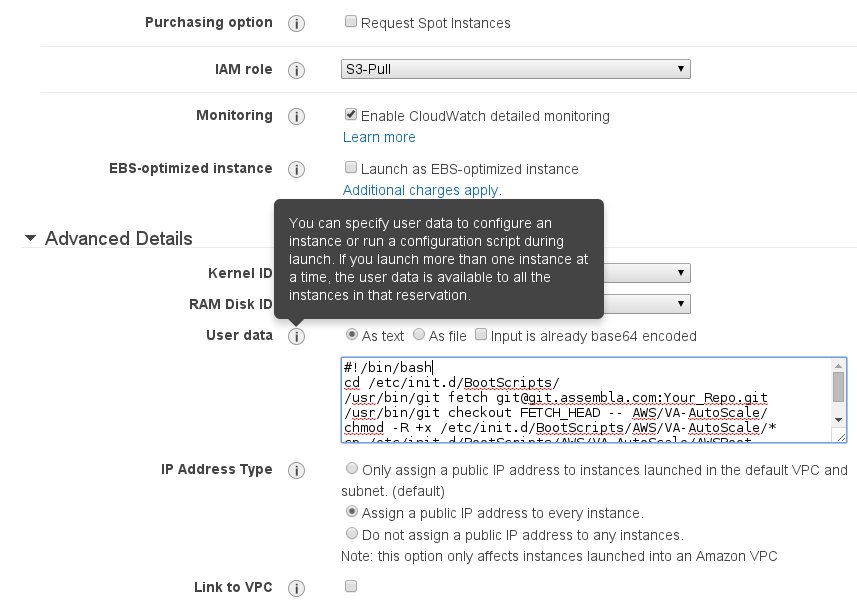 Purchasing option i Request Spot Instances
IAM role i S3-Pull
Monitoring i Enable CloudWatch detailed monitoring
Learn more
EBS-optimized instance i Launch as EBS-optimized instance
Additional charges apply.
You can specify user data to configure an
instance or run a configuration script during
launch. If you launch more than one instance at
a time, the user data is available to all the
instances in that reservation.
Advanced Details
Kernel ID
RAM Disk ID
User data i As text As file Input is already base64 encoded
#!/bin/bash
cd /etc/init.d/BootScripts/
/usr/bin/git fetch git@git.assembla.com:Your_Repo.git
/usr/bin/git checkout FETCH_HEAD -- AWS/VA-AutoScale/
chmod -R +x /etc/init.d/BootScripts/AWS/VA-AutoScale/*
cp /etc/init.d/BootScripts/AWS/VA-AutoScale/AWSBoot
IP Address Type i Only assign a public IP address to instances launched in the default VPC and
subnet. (default)
Assign a public IP address to every instance.
Do not assign a public IP address to any instances.
Note: this option only affects instances launched into an Amazon VPC
Link to VPC i